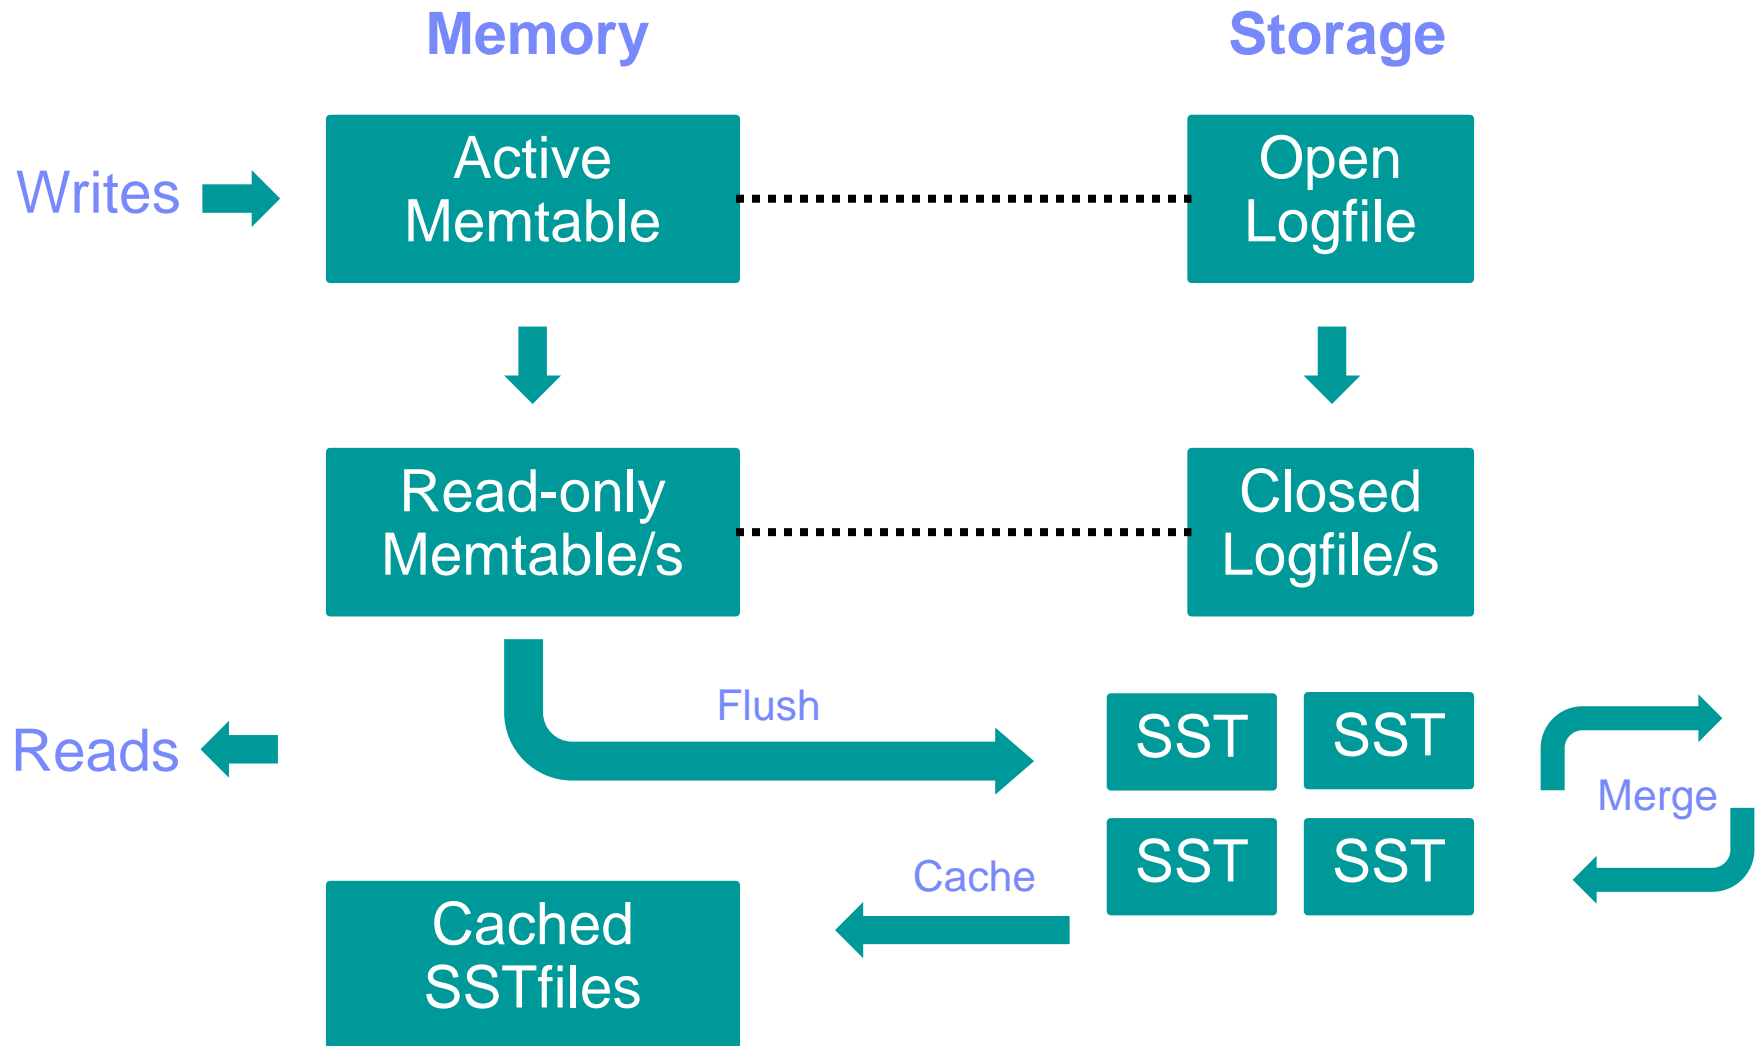 Memory
Storage
Writes
Active
Memtable
Open
Logfile
Read-only
Memtable/s
Closed
Logfile/s
Reads
Flush
SST
SST
Merge
SST
SST
Cache
Cached
SSTfiles